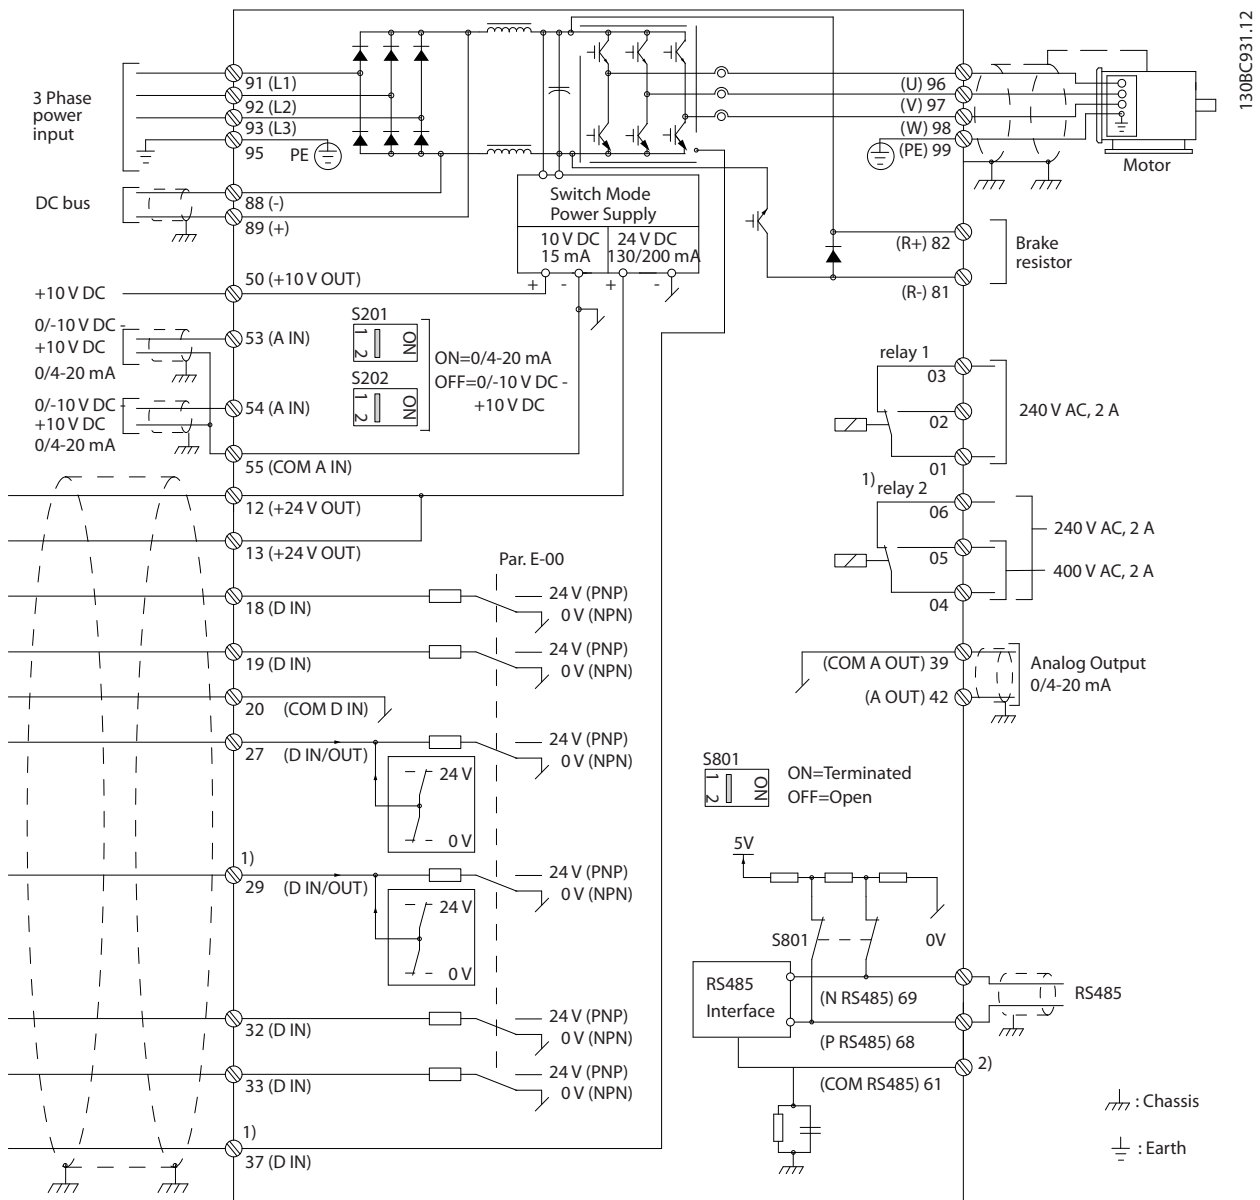 130BC931.12
3 Phase
power
input
91 (L1)
92 (L2)
93 (L3)
95
PE
DC bus
88 (-)
89 (+)
+10 V DC
50 (+10 V OUT)
0/-10 V DC -
+10 V DC
0/4-20 mA
53 (A IN)
0/-10 V DC -
+10 V DC
0/4-20 mA
54 (A IN)
55 (COM A IN)
12 (+24 V OUT)
13 (+24 V OUT)
18 (D IN)
19 (D IN)
20 (COM D IN)
27 (D IN/OUT)
24 V
0 V
1)
29 (D IN/OUT)
24 V
0 V
32 (D IN)
33 (D IN)
1)
37 (D IN)
Switch Mode
Power Supply
10 V DC
15 mA
24 V DC
130/200 mA
+ - + -
S201
1 2
ON
S202
1 2
ON
ON=0/4-20 mA
OFF=0/-10 V DC -
+10 V DC
Par. E-00
24 V (PNP)
0 V (NPN)
24 V (PNP)
0 V (NPN)
24 V (PNP)
0 V (NPN)
24 V (PNP)
0 V (NPN)
24 V (PNP)
0 V (NPN)
24 V (PNP)
0 V (NPN)
(U) 96
(V) 97
(W) 98
(PE) 99
Motor
(R+) 82
(R-) 81
Brake
resistor
relay 1
03
02
01
240 V AC, 2 A
1)
relay 2
06
05
04
240 V AC, 2 A
400 V AC, 2 A
(COM A OUT) 39
(A OUT) 42
Analog Output
0/4-20 mA
S801
1 2
ON
ON=Terminated
OFF=Open
5V
S801
0V
RS485
Interface
(N RS485) 69
(P RS485) 68
(COM RS485) 61
RS485
2)
: Chassis
: Earth